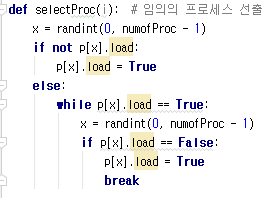 def selectProc(i): # 임의의 프로세스 선출
    x = randint(0, numofProc - 1)
    if not p[x].load:
        p[x].load = True
    else:
        while p[x].load == True:
            x = randint(0, numofProc - 1)
            if p[x].load == False:
                p[x].load = True
                break